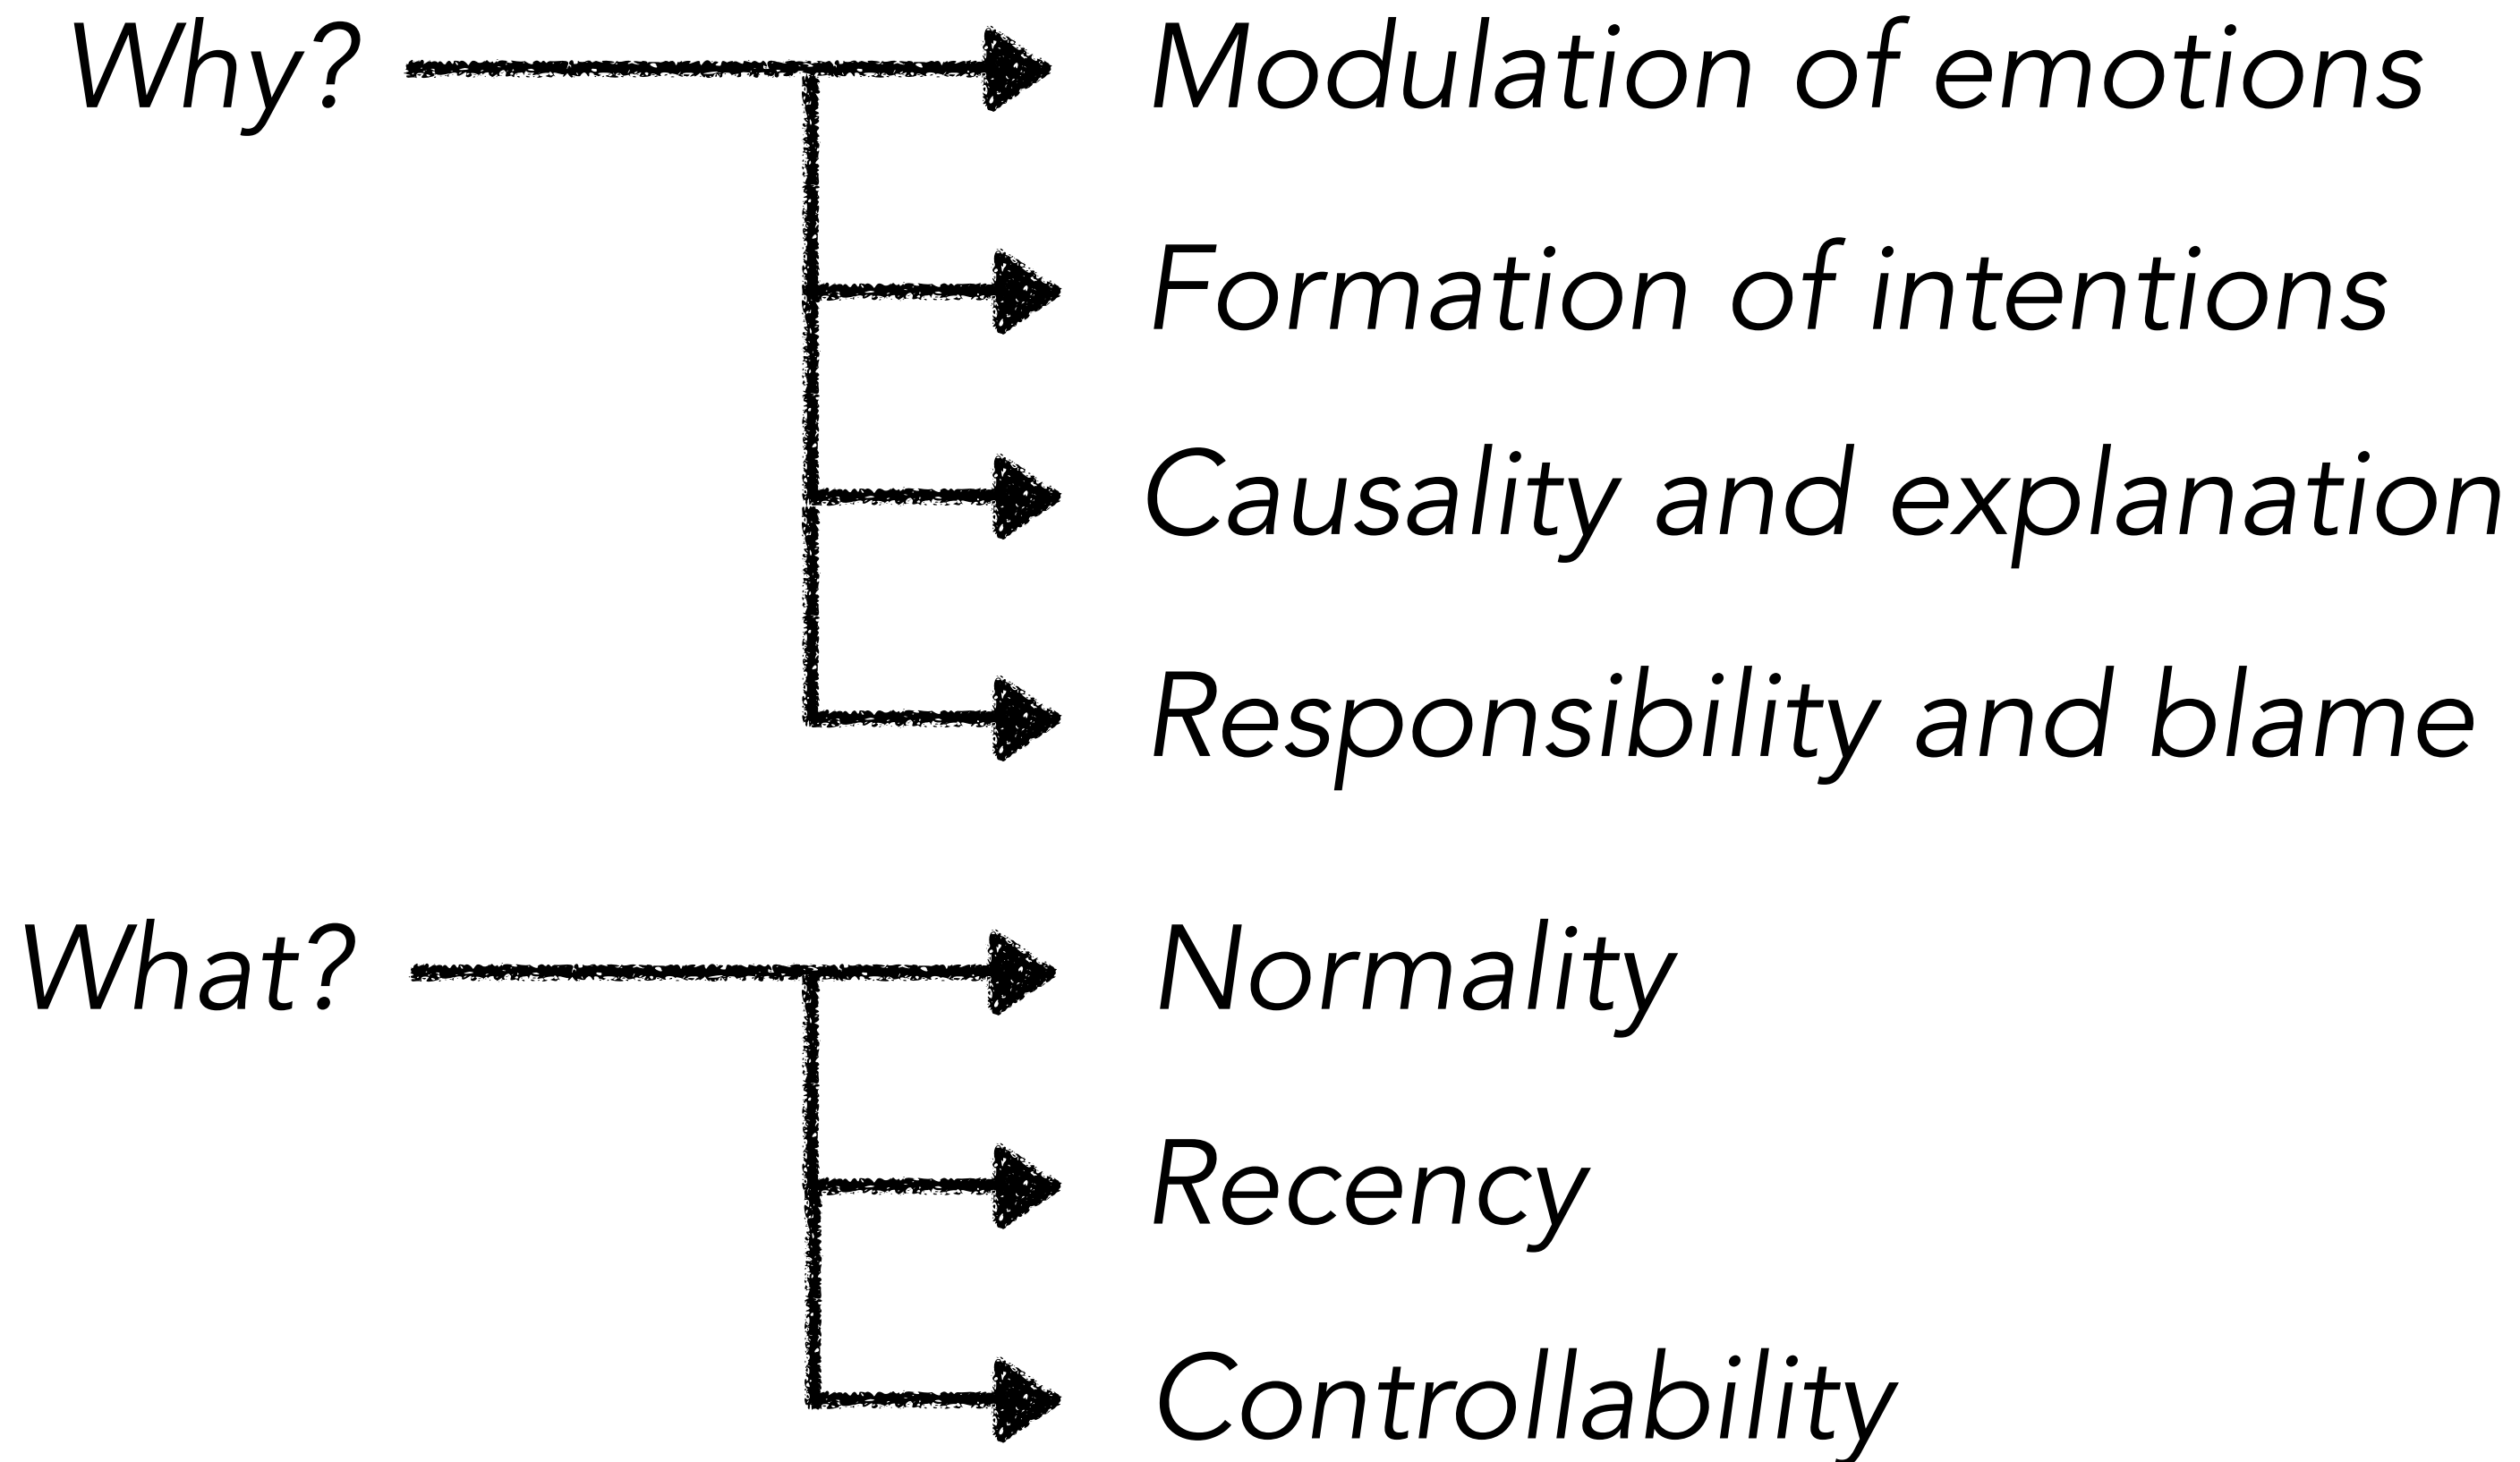 Why? Modulation of emotions
Formation of intentions
Causality and explanation
Responsibility and blame
What? Normality
Recency
Controllability